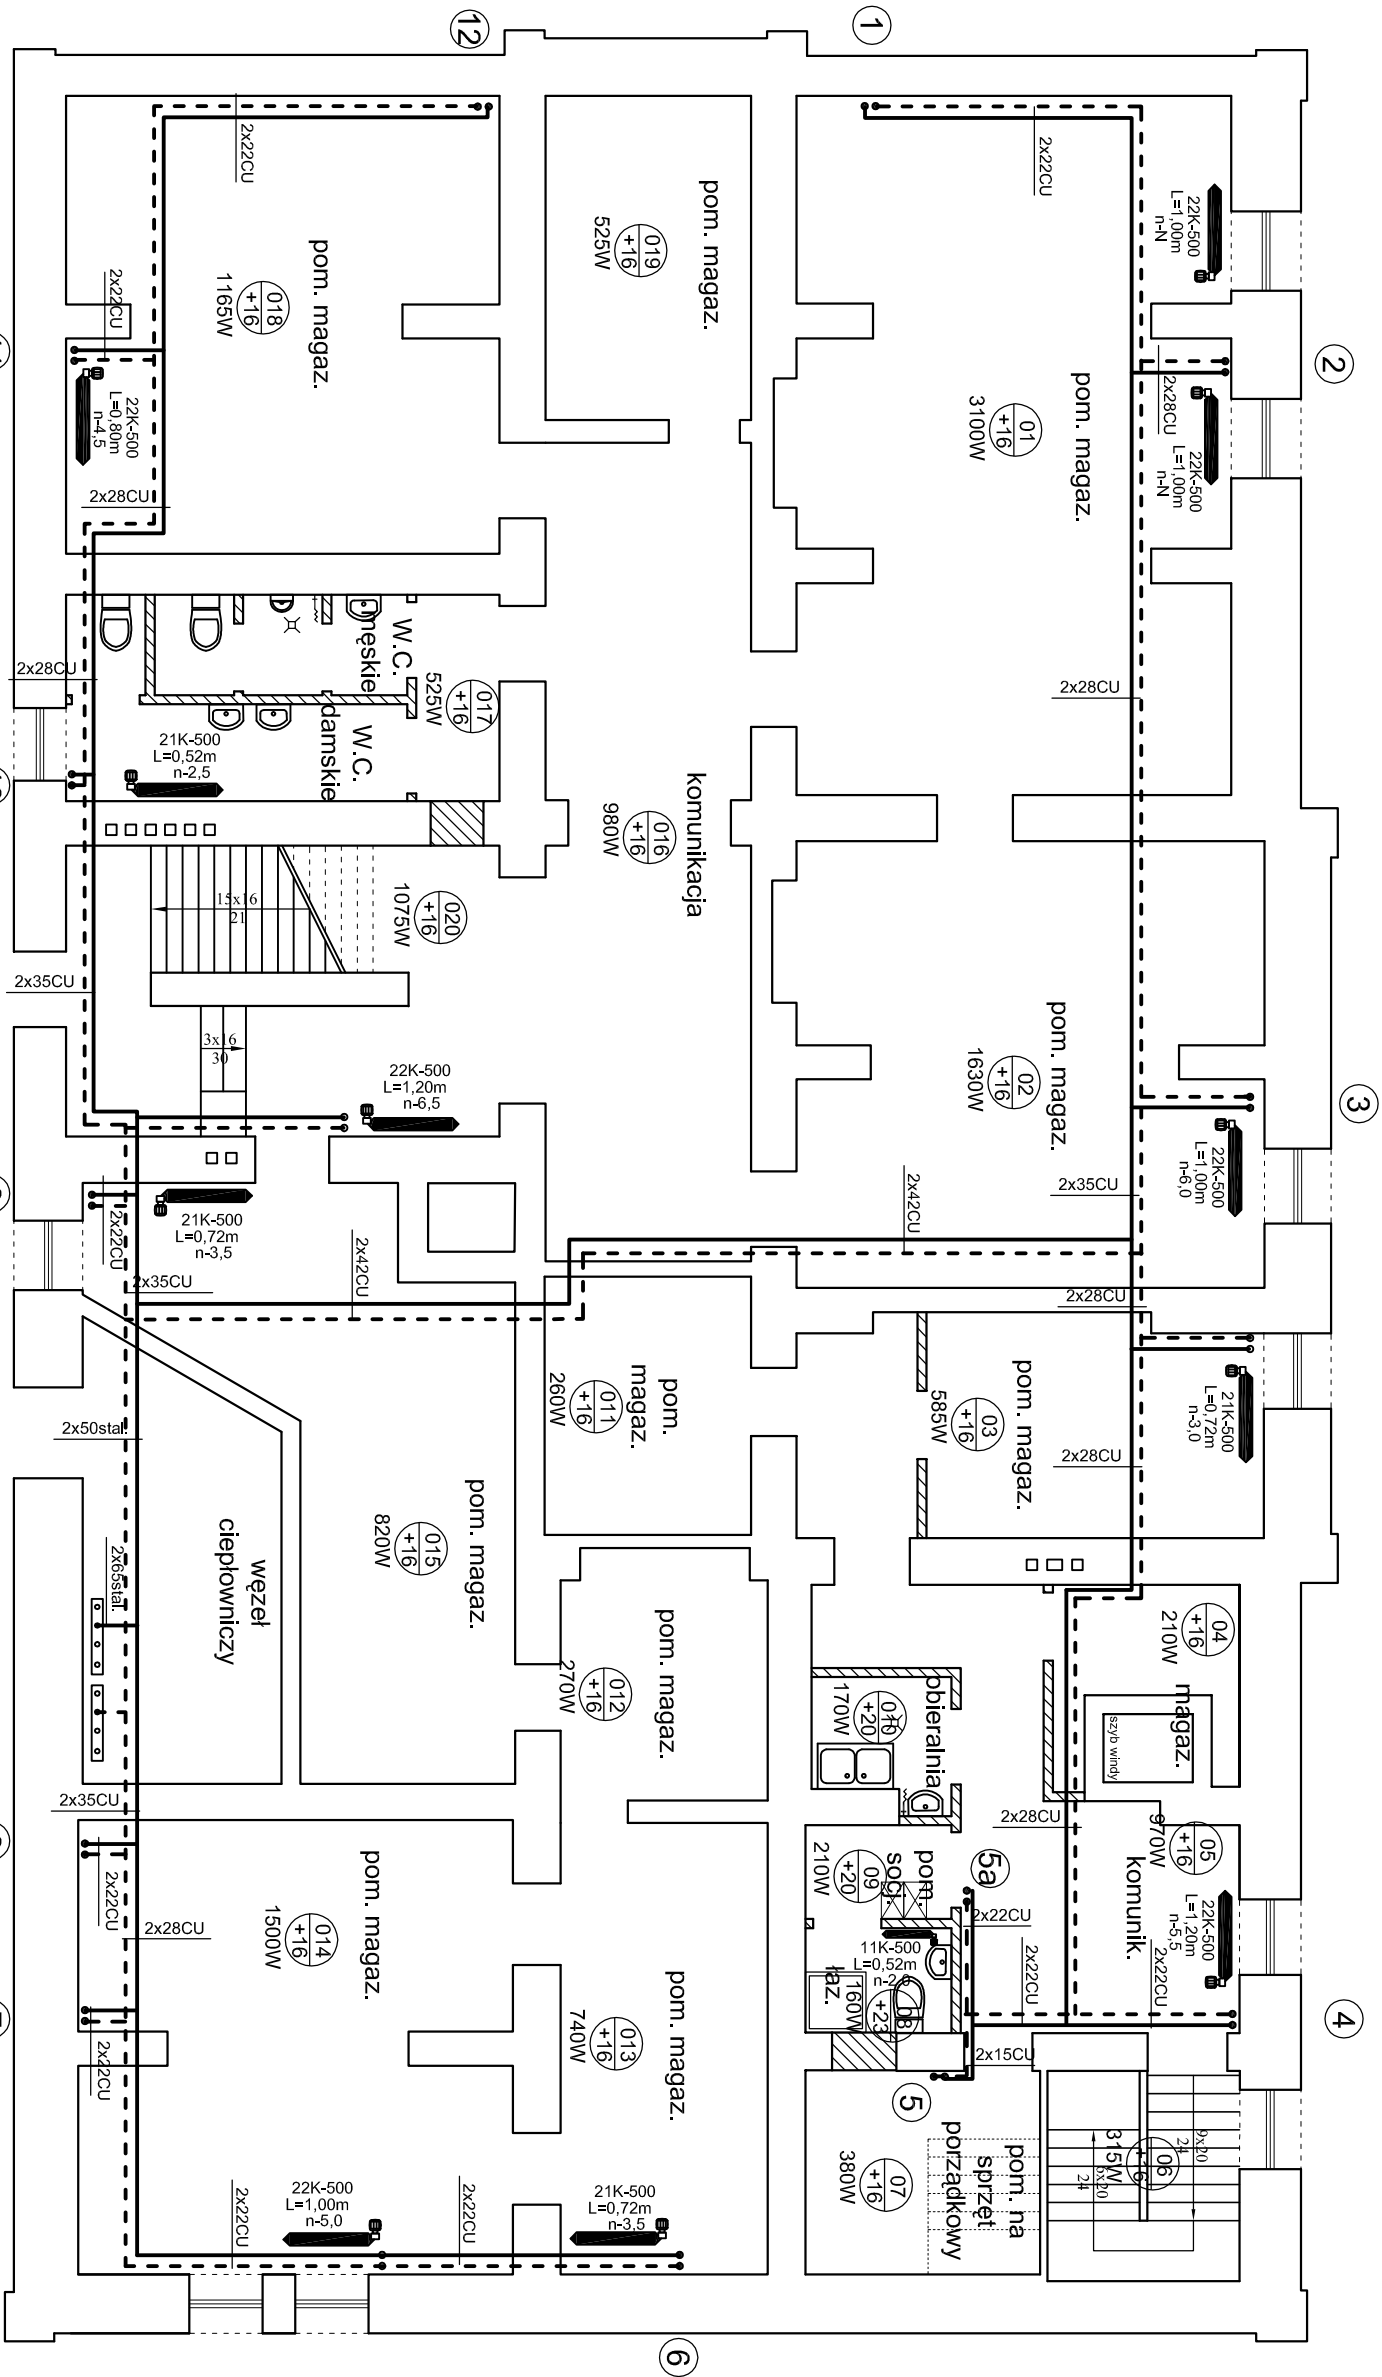 12
1
2
3
4
5
5a
6
2x22CU
2x22CU
22K-500
L=1,00m
n-N
2x28CU
22K-500
L=1,00m
n-N
pom. magaz.
019
+16
525W
pom. magaz.
018
+16
1165W
pom. magaz.
01
+16
3100W
2x22CU
22K-500
L=0,80m
n-4,5
2x28CU
2x28CU
W.C.
męskie
W.C.
damskie
017
+16
525W
21K-500
L=0,52m
n-2,5
komunikacja
016
+16
980W
2x28CU
020
+16
1075W
15x16
21
3x16
30
2x35CU
22K-500
L=1,20m
n-6,5
pom. magaz.
02
+16
1630W
22K-500
L=1,00m
n-6,0
2x35CU
2x42CU
2x22CU
21K-500
L=0,72m
n-3,5
2x35CU
2x42CU
2x28CU
21K-500
L=0,72m
n-3,0
pom. magaz.
03
+16
585W
2x28CU
pom.
magaz.
011
+16
260W
2x50stal.
2x65stal.
węzeł
ciepłowniczy
pom. magaz.
015
+16
820W
pom. magaz.
012
+16
270W
obieralnia
010
+20
170W
04
+16
210W
magaz.
szyb windy
05
+16
970W
komunik.
22K-500
L=1,20m
n-5,5
2x28CU
2x22CU
2x22CU
2x22CU
2x15CU
pom.
socj.
09
+20
210W
11K-500
L=0,52m
n-2,0
łaz.
08
+23
160W
2x35CU
2x22CU
2x28CU
2x22CU
pom. magaz.
014
+16
1500W
pom. magaz.
013
+16
740W
pom. na
sprzęt
porządkowy
07
+16
380W
06
+16
315W
9x20
24
6x20
24
2x22CU
22K-500
L=1,00m
n-5,0
2x22CU
21K-500
L=0,72m
n-3,5